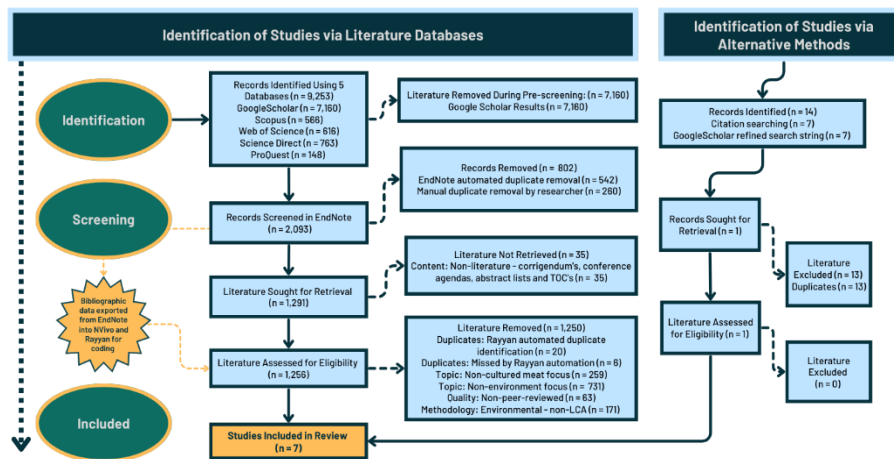 Identification of Studies via Literature Databases
Identification of Studies via
Alternative Methods
Identification
Records Identified Using 5
Databases (n = 9,253)
GoogleScholar (n = 7,160)
Scopus (n = 566)
Web of Science (n = 616)
Science Direct (n = 763)
ProQuest (n = 148)
Literature Removed During Pre-screening: (n = 7,160)
Google Scholar Results (n = 7,160)
Records Identified (n = 14)
Citation searching (n = 7)
GoogleScholar refined search string (n = 7)
Records Removed (n = 802)
EndNote automated duplicate removal (n = 542)
Manual duplicate removal by researcher (n = 260)
Screening
Records Screened in EndNote
(n = 2,093)
Records Sought for
Retrieval (n = 1)
Literature Not Retrieved (n = 35)
Content: Non-literature - corrigendum's, conference
agendas, abstract lists and TOC's (n = 35)
Literature
Excluded (n = 13)
Duplicates (n = 13)
Literature Sought for Retrieval
(n = 1,291)
Bibliographic
data exported
from EndNote
into NVivo and
Rayyan for
coding
Literature Assessed for
Eligibility (n = 1)
Literature Assessed for Eligibility
(n = 1,256)
Literature Removed (n = 1,250)
Duplicates: Rayyan automated duplicate
identification (n = 20)
Duplicates: Missed by Rayyan automation (n = 6)
Topic: Non-cultured meat focus (n = 259)
Topic: Non-environment focus (n = 731)
Quality: Non-peer-reviewed (n = 63)
Methodology: Environmental - non-LCA (n = 171)
Literature
Excluded
(n = 0)
Included
Studies Included in Review
(n = 7)